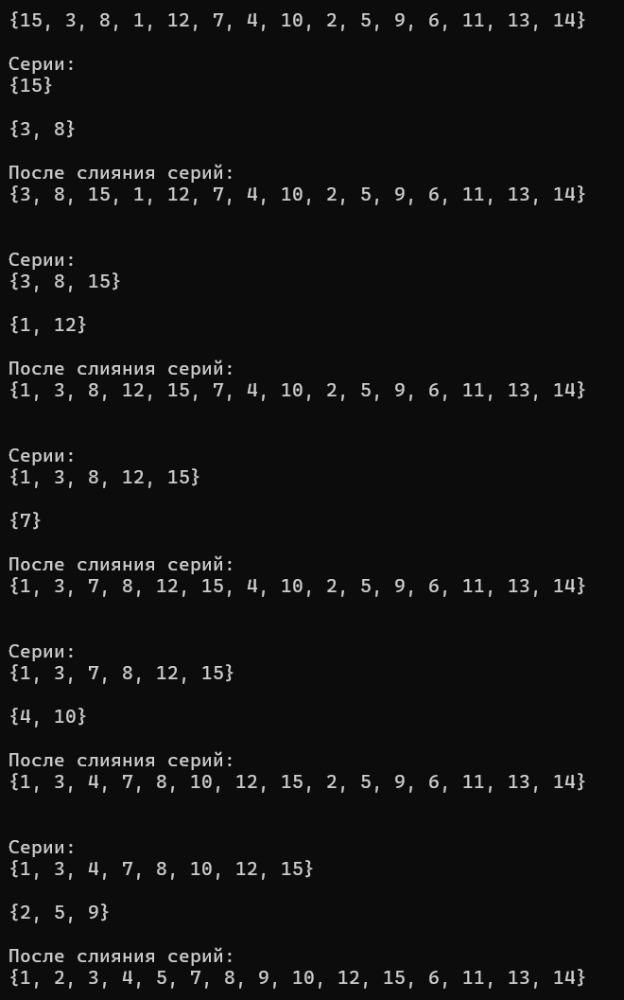 {15, 3, 8, 1, 12, 7, 4, 10, 2, 5, 9, 6, 11, 13, 14}
Серии:
{15}
{3, 8}
После слияния серий:
{3, 8, 15, 1, 12, 7, 4, 10, 2, 5, 9, 6, 11, 13, 14}
Серии:
{3, 8, 15}
{1, 12}
После слияния серий:
{1, 3, 8, 12, 15, 7, 4, 10, 2, 5, 9, 6, 11, 13, 14}
Серии:
{1, 3, 8, 12, 15}
{7}
После слияния серий:
{1, 3, 7, 8, 12, 15, 4, 10, 2, 5, 9, 6, 11, 13, 14}
Серии:
{1, 3, 7, 8, 12, 15}
{4, 10}
После слияния серий:
{1, 3, 4, 7, 8, 10, 12, 15, 2, 5, 9, 6, 11, 13, 14}
Серии:
{1, 3, 4, 7, 8, 10, 12, 15}
{2, 5, 9}
После слияния серий:
{1, 2, 3, 4, 5, 7, 8, 9, 10, 12, 15, 6, 11, 13, 14}